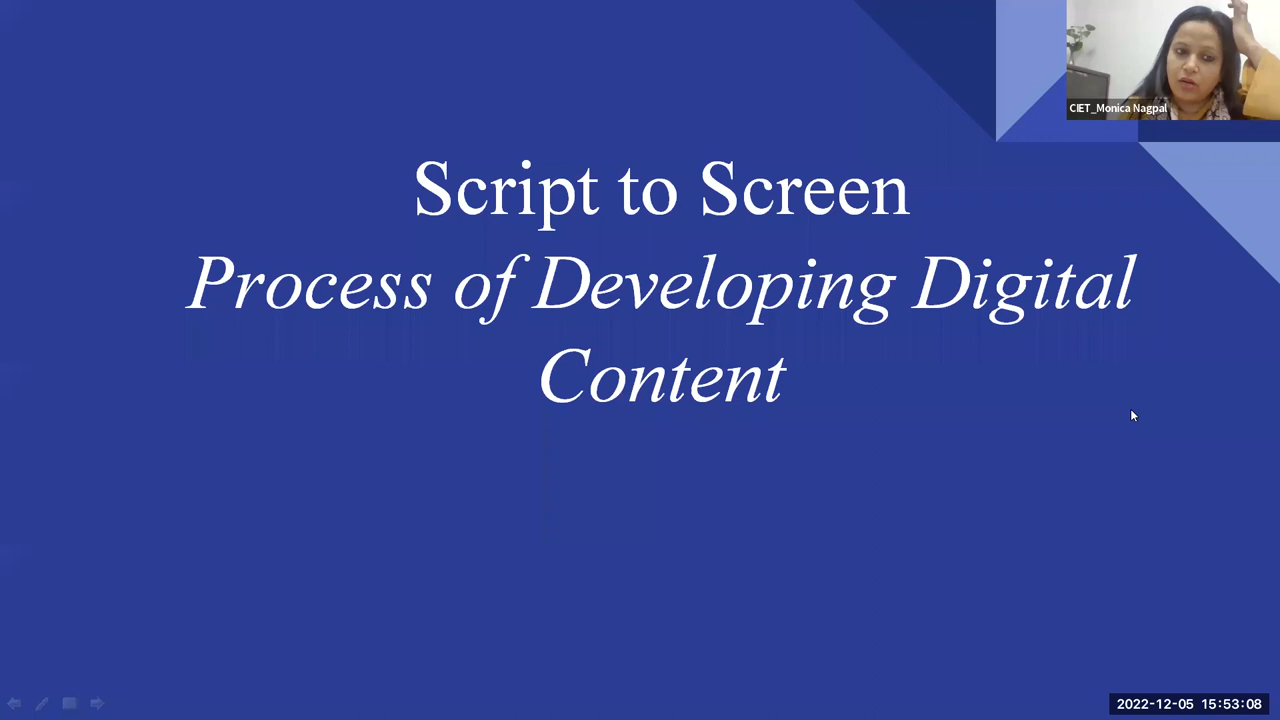 CIET_Monica Nagpal
Script to Screen
Process of Developing Digital
Content
2022-12-05 15:53:08